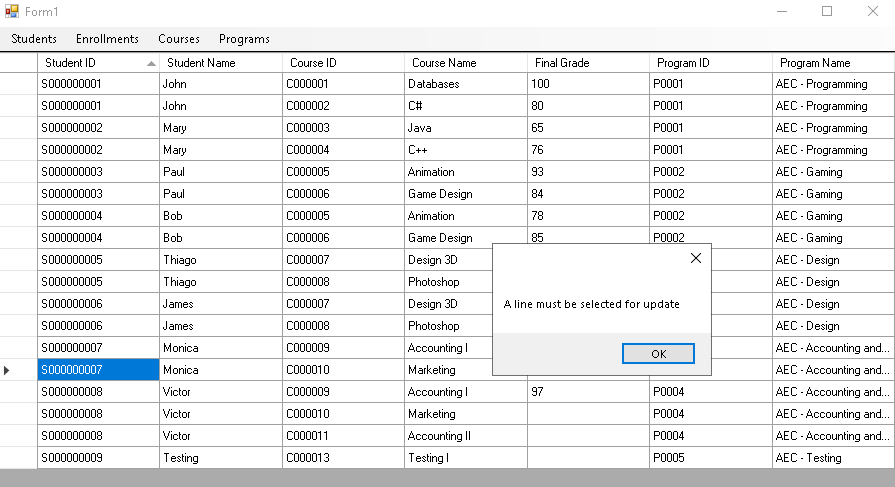 Form1
Students Enrollments Courses Programs
Student ID Student Name Course ID Course Name Final Grade Program ID Program Name
S000000001 John C000001 Databases 100 P0001 AEC - Programming
S000000001 John C000002 C# 80 P0001 AEC - Programming
S000000002 Mary C000003 Java 65 P0001 AEC - Programming
S000000002 Mary C000004 C++ 76 P0001 AEC - Programming
S000000003 Paul C000005 Animation 93 P0002 AEC - Gaming
S000000003 Paul C000006 Game Design 84 P0002 AEC - Gaming
S000000004 Bob C000005 Animation 78 P0002 AEC - Gaming
S000000004 Bob C000006 Game Design 85 P0002 AEC - Gaming
S000000005 Thiago C000007 Design 3D AEC - Design
S000000005 Thiago C000008 Photoshop AEC - Design
S000000006 James C000007 Design 3D AEC - Design
S000000006 James C000008 Photoshop AEC - Design
S000000007 Monica C000009 Accounting I AEC - Accounting and...
S000000007 Monica C000010 Marketing AEC - Accounting and...
S000000008 Victor C000009 Accounting I 97 P0004 AEC - Accounting and...
S000000008 Victor C000010 Marketing P0004 AEC - Accounting and...
S000000008 Victor C000011 Accounting II P0004 AEC - Accounting and...
S000000009 Testing C000013 Testing I P0005 AEC - Testing
A line must be selected for update
OK